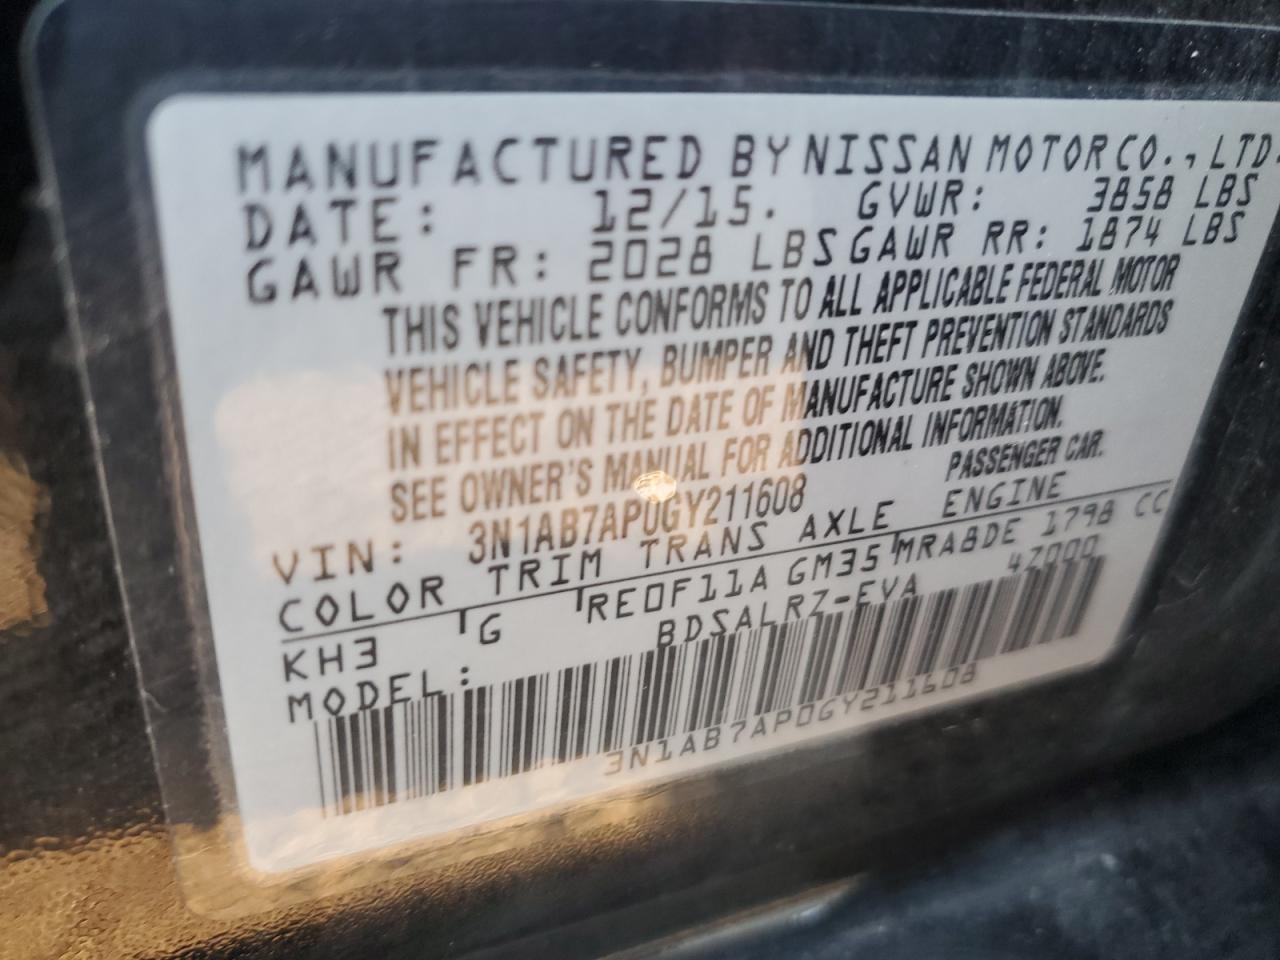 MANUFACTURED BY NISSAN MOTOR CO., LTD.
DATE: 12/15. GVWR: 3858 LBS
GAWR FR: 2028 LBS GAWR RR: 1874 LBS
THIS VEHICLE CONFORMS TO ALL APPLICABLE FEDERAL MOTOR
VEHICLE SAFETY, BUMPER AND THEFT PREVENTION STANDARDS
IN EFFECT ON THE DATE OF MANUFACTURE SHOWN ABOVE.
SEE OWNER'S MANUAL FOR ADDITIONAL INFORMATION.
VIN: 3N1AB7AP0GY211608 PASSENGER CAR.
COLOR TRIM TRANS AXLE ENGINE
KH3 G RE0F11A GM35 MRA8DE 1798 CC
MODEL: BDSALRZ-EVA 4Z000
3N1AB7AP0GY211608